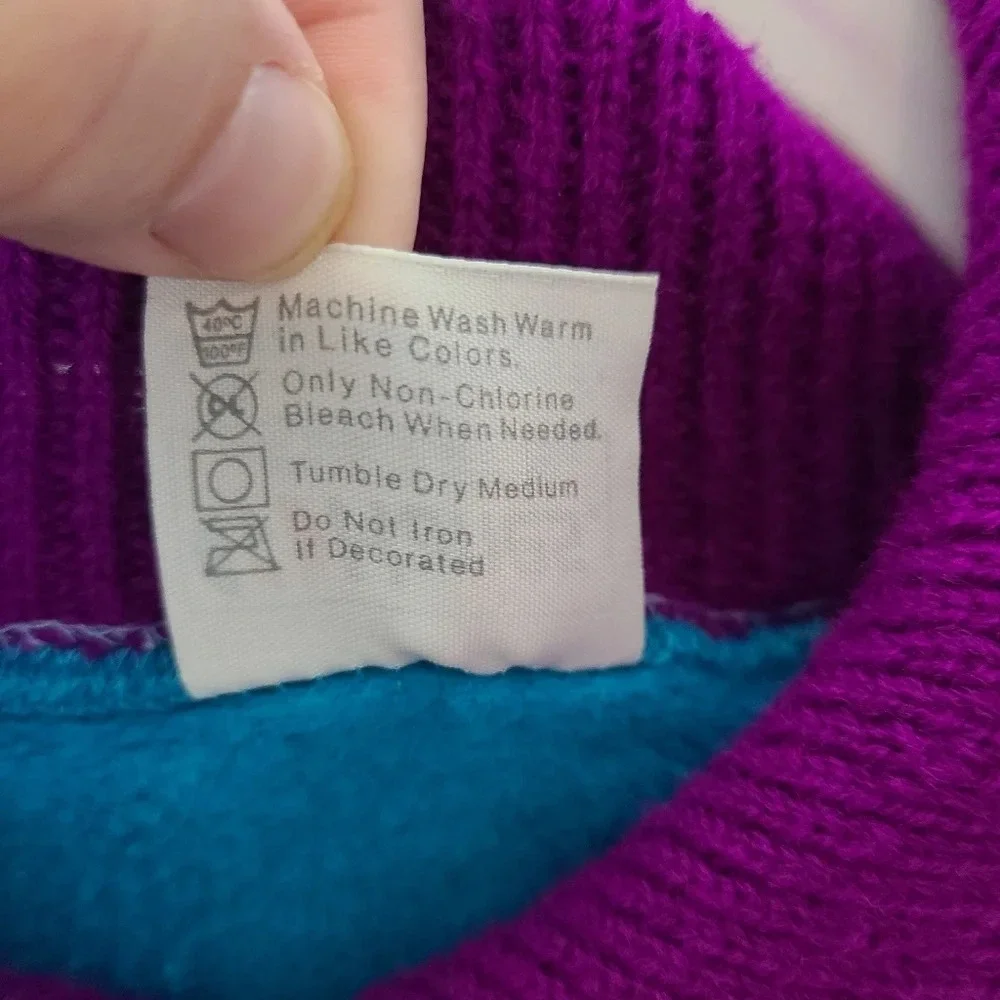 40°C
100°F
Machine Wash Warm
in Like Colors.
Only Non-Chlorine
Bleach When Needed.
Tumble Dry Medium
Do Not Iron
If Decorated